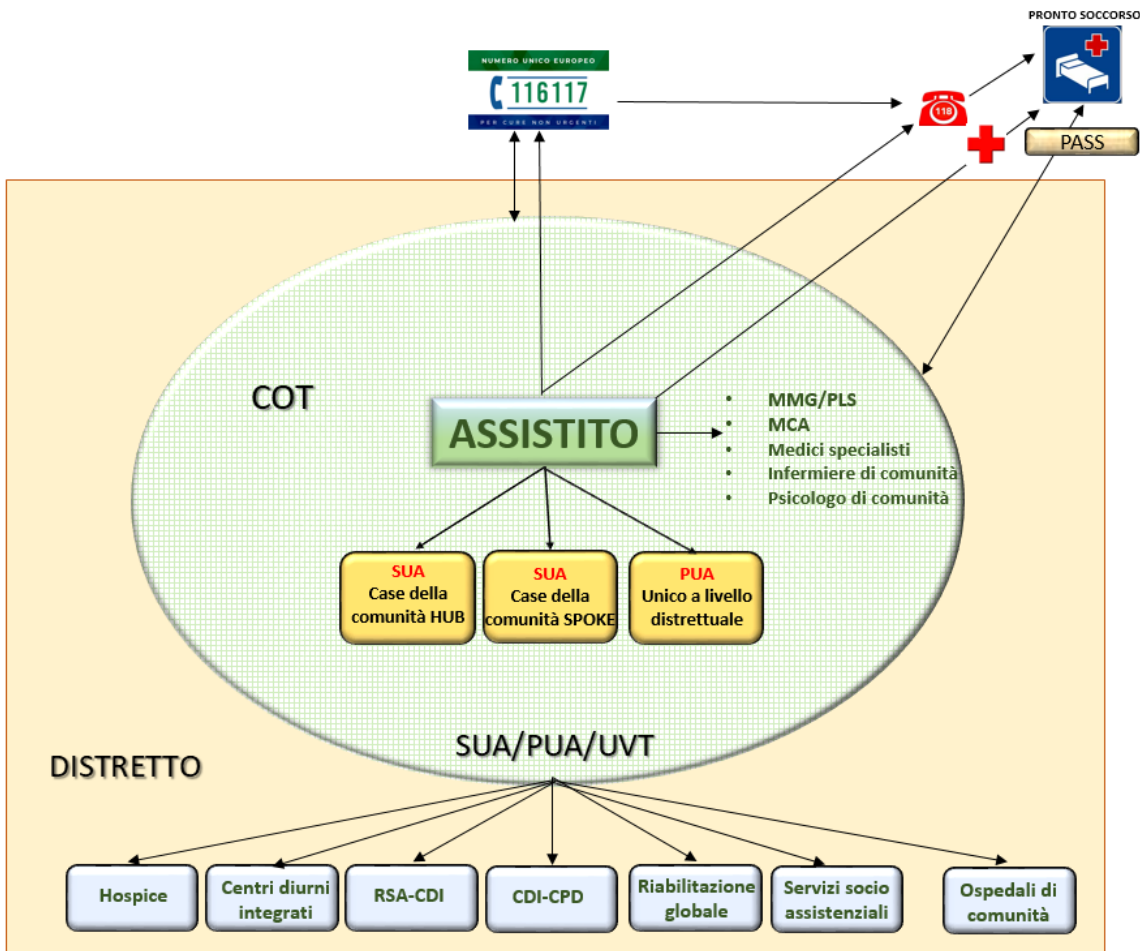 PRONTO SOCCORSO
NUMERO UNICO EUROPEO
116117
PER CURE NON URGENTI
118
PASS
COT
ASSISTITO
• MMG/PLS
• MCA
• Medici specialisti
• Infermiere di comunità
• Psicologo di comunità
SUA
Case della
comunità HUB
SUA
Case della
comunità SPOKE
PUA
Unico a livello
distrettuale
SUA/PUA/UVT
DISTRETTO
Hospice
Centri diurni
integrati
RSA-CDI
CDI-CPD
Riabilitazione
globale
Servizi socio
assistenziali
Ospedali di
comunità